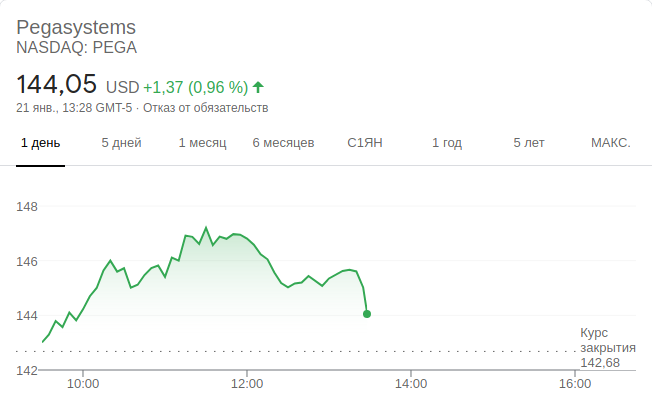 Pegasystems
NASDAQ: PEGA
144,05 USD +1,37 (0,96 %)
21 янв., 13:28 GMT-5 · Отказ от обязательств
1 день 5 дней 1 месяц 6 месяцев С1ЯН 1 год 5 лет МАКС.
148
146
144
142
Курс
закрытия
142,68
10:00 12:00 14:00 16:00